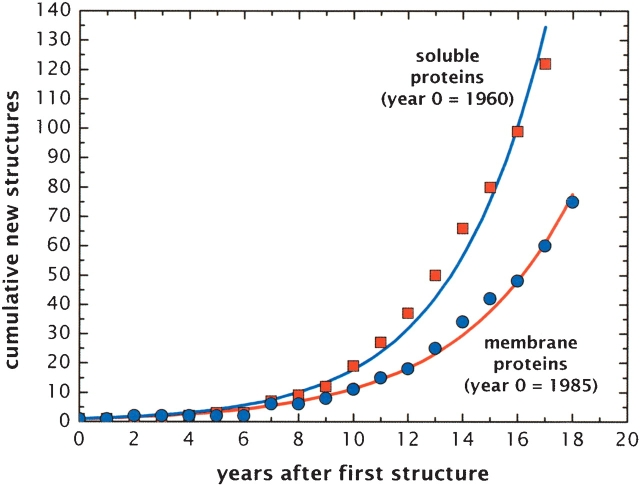 140
130
120
110
100
90
80
70
60
50
40
30
20
10
0
cumulative new structures
soluble
proteins
(year 0 = 1960)
membrane
proteins
(year 0 = 1985)
0 2 4 6 8 10 12 14 16 18 20
years after first structure